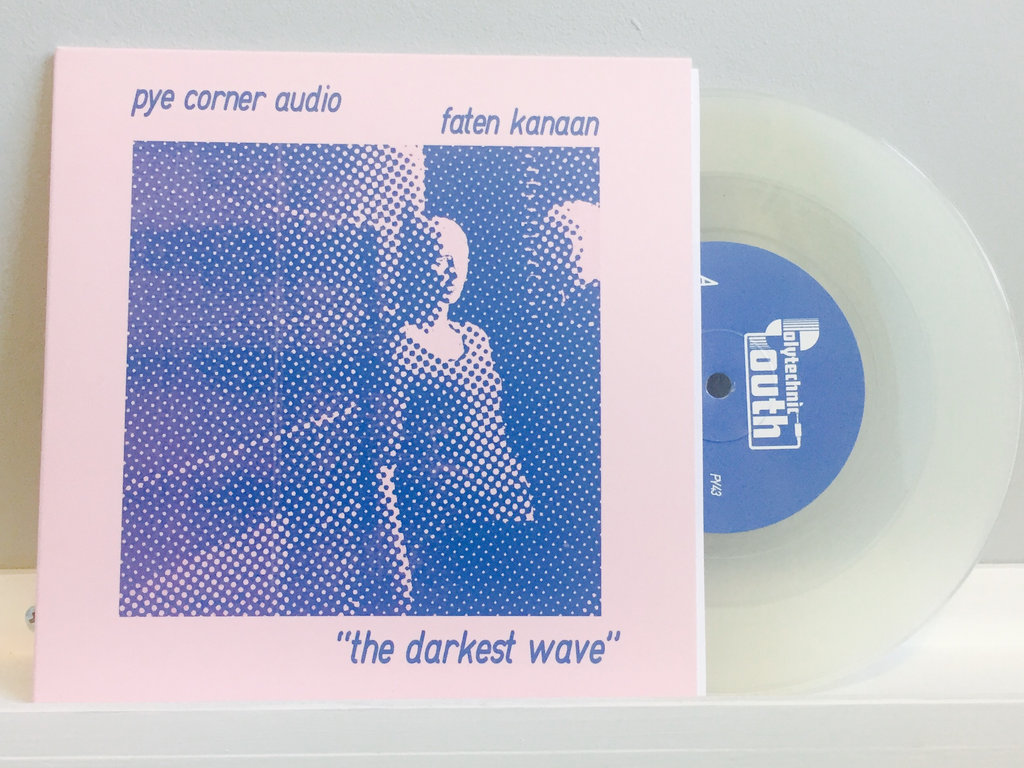 pye corner audio
faten kanaan
"the darkest wave"
A
Polytechnic
Youth
PY43